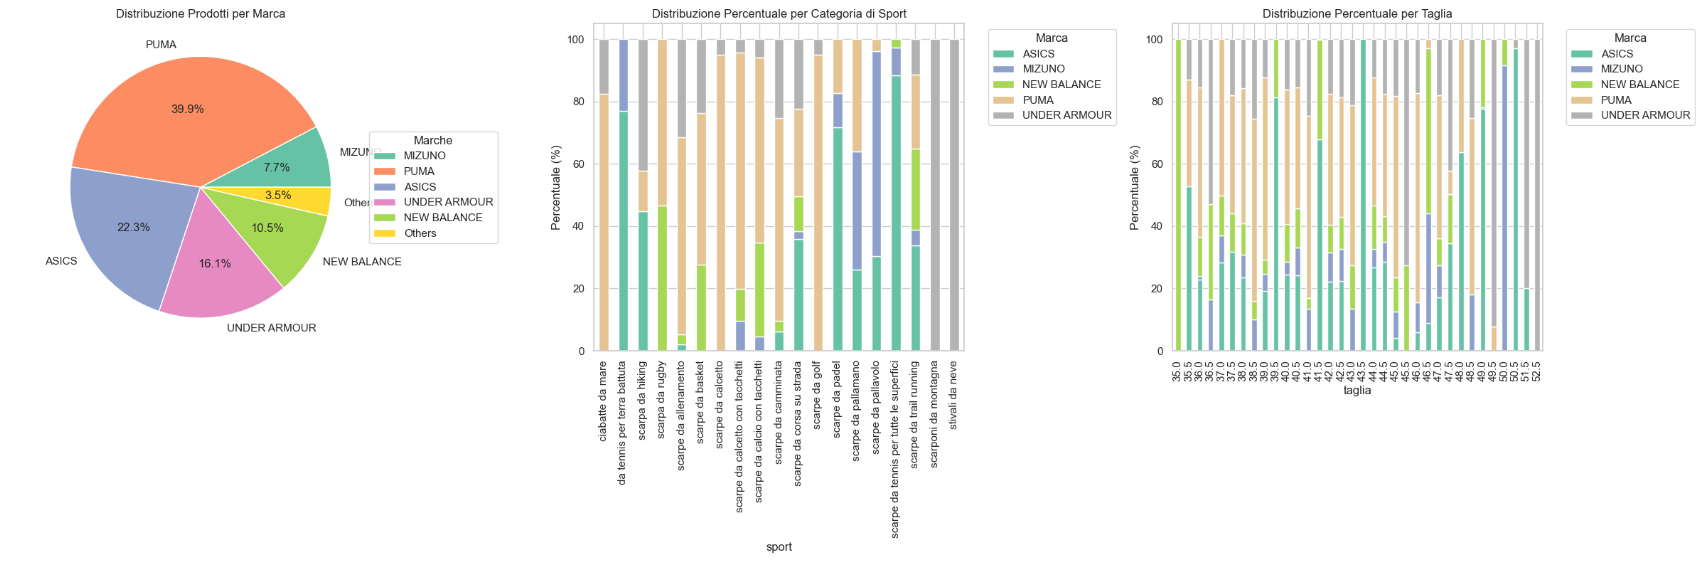 Distribuzione Prodotti per Marca
PUMA
39.9%
MIZUNO
7.7%
3.5%
Others
22.3%
10.5%
ASICS
16.1%
NEW BALANCE
UNDER ARMOUR
Marche
MIZUNO
PUMA
ASICS
UNDER ARMOUR
NEW BALANCE
Others
Distribuzione Percentuale per Categoria di Sport
Percentuale (%)
100
80
60
40
20
0
ciabatte da mare
da tennis per terra battuta
scarpa da hiking
scarpa da rugby
scarpe da allenamento
scarpe da basket
scarpe da calcetto
scarpe da calcetto con tacchetti
scarpe da calcio con tacchetti
scarpe da camminata
scarpe da corsa su strada
scarpe da golf
scarpe da padel
scarpe da pallamano
scarpe da pallavolo
scarpe da tennis per tutte le superfici
scarpe da trail running
scarponi da montagna
stivali da neve
sport
Marca
ASICS
MIZUNO
NEW BALANCE
PUMA
UNDER ARMOUR
Distribuzione Percentuale per Taglia
Percentuale (%)
100
80
60
40
20
0
35.0
35.5
36.0
36.5
37.0
37.5
38.0
38.5
39.0
39.5
40.0
40.5
41.0
41.5
42.0
42.5
43.0
43.5
44.0
44.5
45.0
45.5
46.0
46.5
47.0
47.5
48.0
48.5
49.0
49.5
50.0
50.5
51.5
52.5
taglia
Marca
ASICS
MIZUNO
NEW BALANCE
PUMA
UNDER ARMOUR